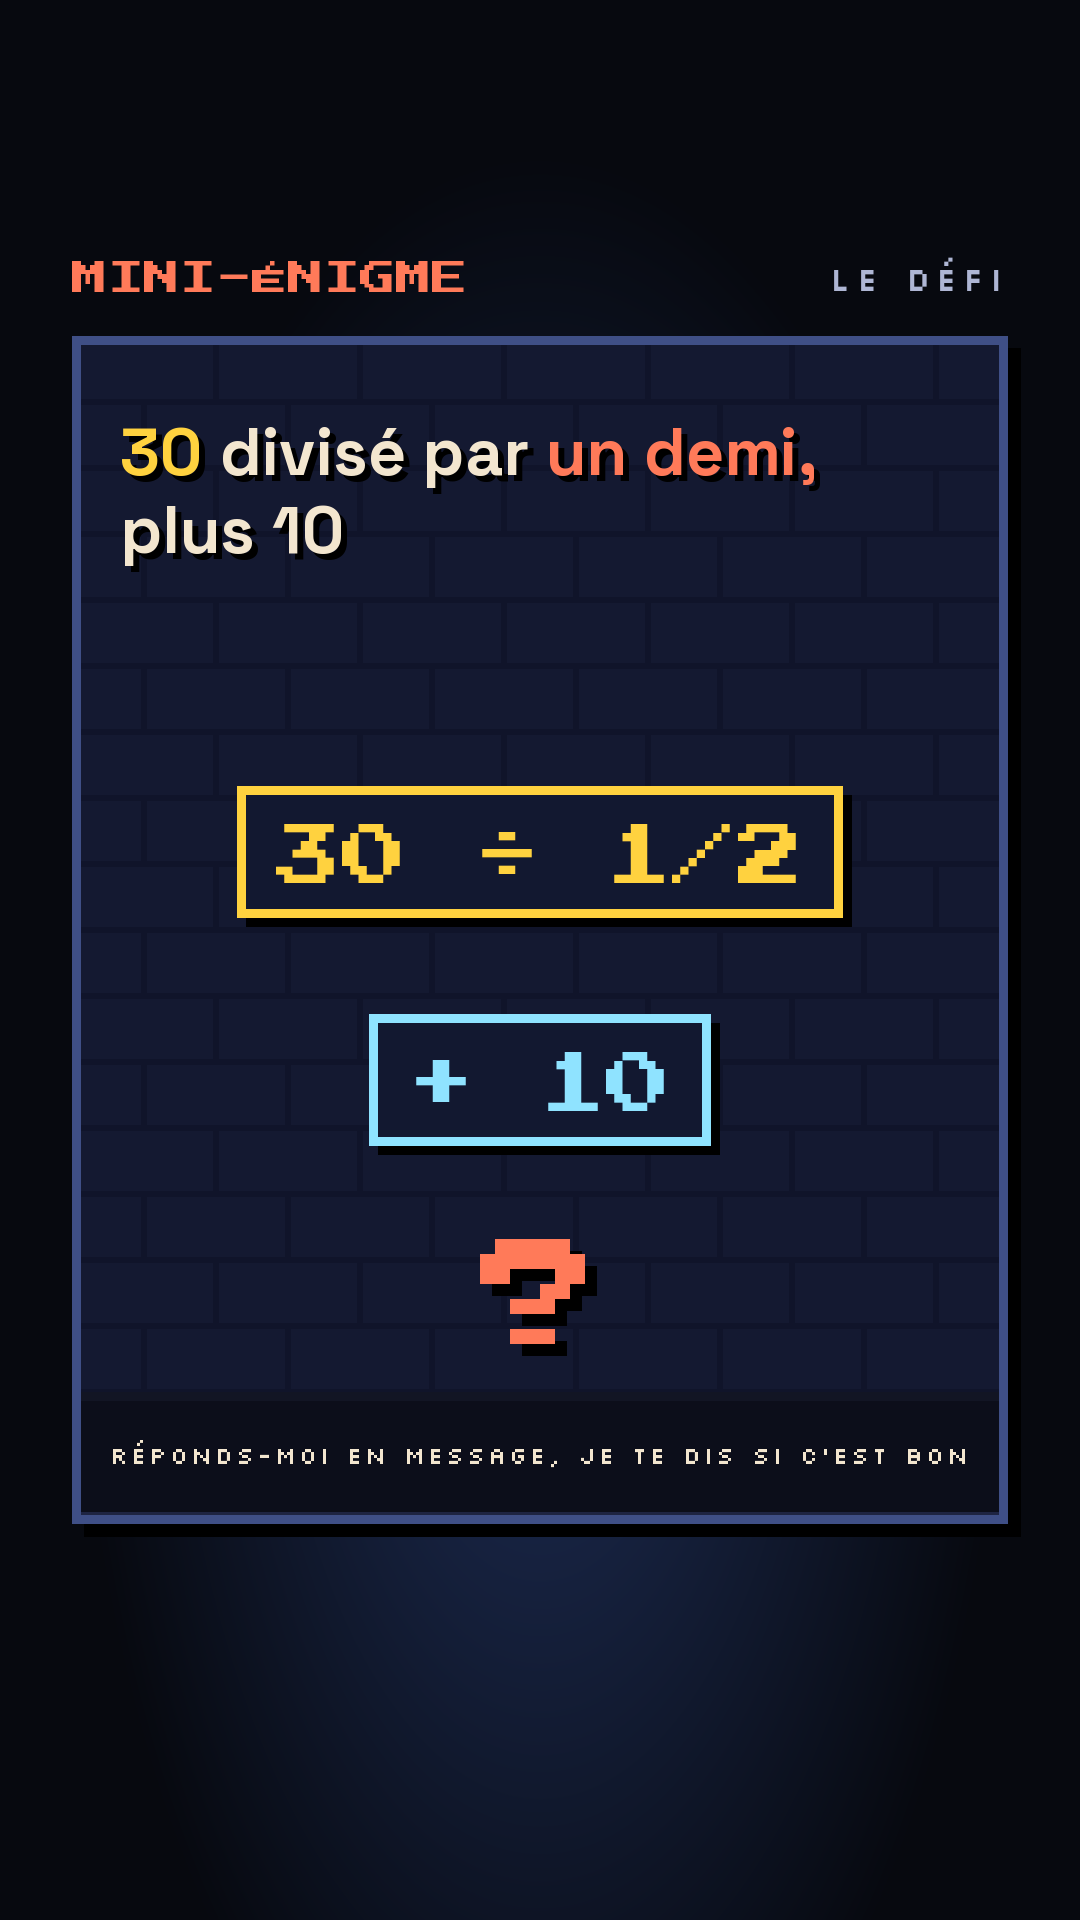 MINI-ÉNIGME
LE DÉFI
30 divisé par un demi,
plus 10
30 ÷ 1/2
+ 10
?
RÉPONDS-MOI EN MESSAGE, JE TE DIS SI C'EST BON